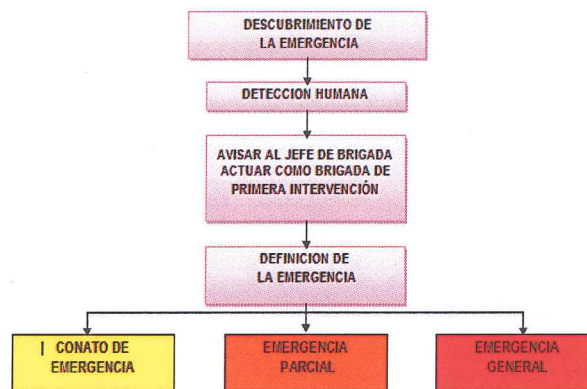 DESCUBRIMIENTO DE
LA EMERGENCIA
DETECCION HUMANA
AVISAR AL JEFE DE BRIGADA
ACTUAR COMO BRIGADA DE
PRIMERA INTERVENCIÓN
DEFINICION DE
LA EMERGENCIA
CONATO DE
EMERGENCIA
EMERGENCIA
PARCIAL
EMERGENCIA
GENERAL